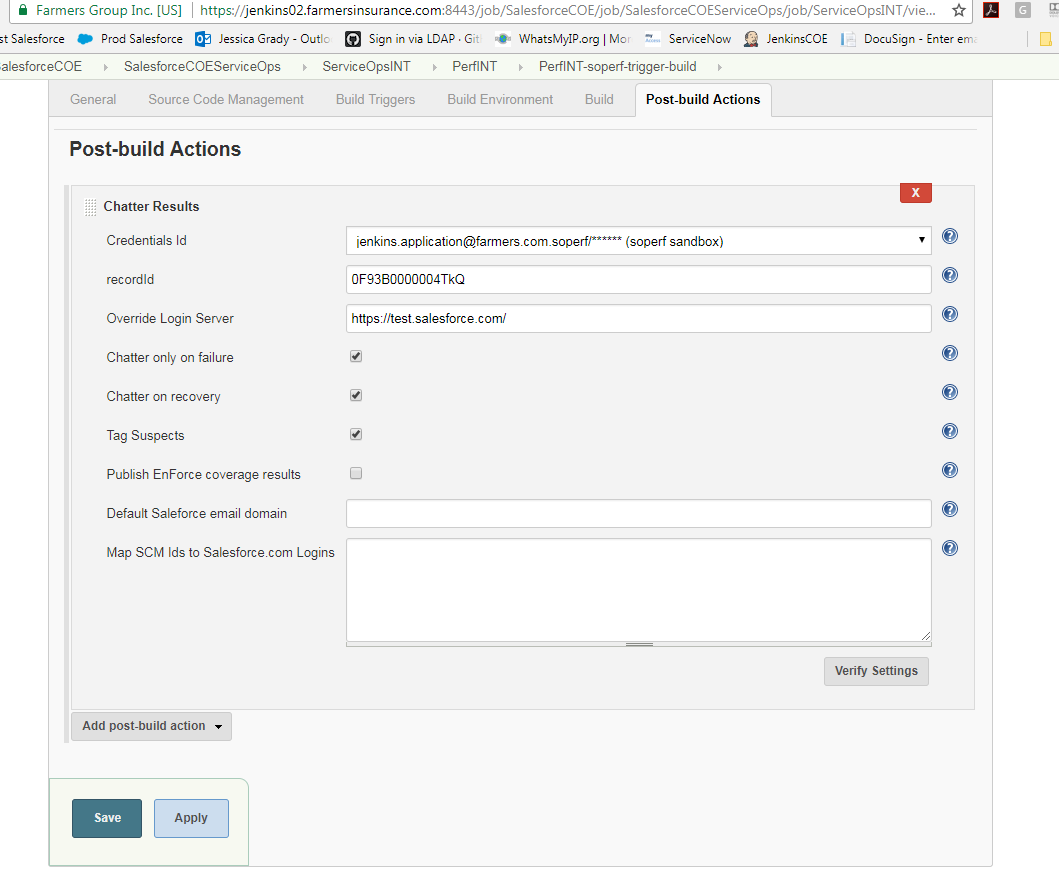 Farmers Group Inc. [US] https://jenkins02.farmersinsurance.com:8443/job/SalesforceCOE/job/SalesforceCOEServiceOps/job/ServiceOpsINT/vie... G
st Salesforce Prod Salesforce Jessica Grady - Outlo Sign in via LDAP · Git WhatsMyIP.org | Mor ServiceNow JenkinsCOE DocuSign - Enter ema
alesforceCOE SalesforceCOEServiceOps ServiceOpsINT PerfINT PerfINT-soperf-trigger-build
General Source Code Management Build Triggers Build Environment Build Post-build Actions
Post-build Actions
X
Chatter Results
Credentials Id jenkins.application@farmers.com.soperf/****** (soperf sandbox)
recordId 0F93B0000004TkQ
Override Login Server https://test.salesforce.com/
Chatter only on failure
Chatter on recovery
Tag Suspects
Publish EnForce coverage results
Default Saleforce email domain
Map SCM Ids to Salesforce.com Logins
Verify Settings
Add post-build action
Save Apply